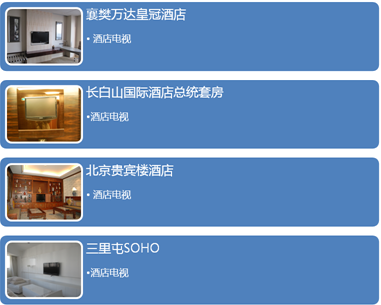 襄樊万达皇冠酒店
• 酒店电视
长白山国际酒店总统套房
•酒店电视
北京贵宾楼酒店
• 酒店电视
三里屯SOHO
•酒店电视